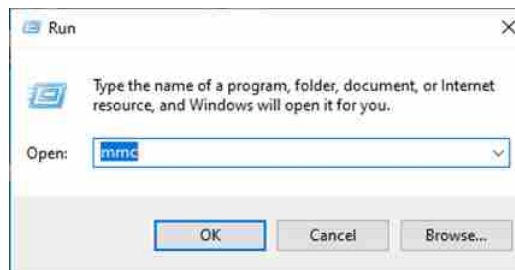 Run
Type the name of a program, folder, document, or Internet
resource, and Windows will open it for you.
Open: mmc
OK Cancel Browse...